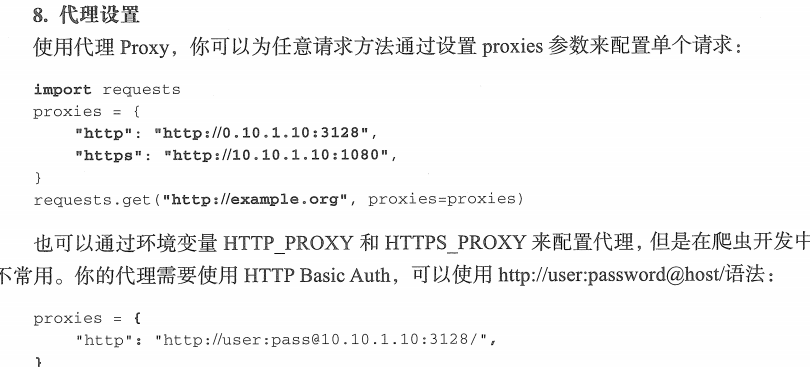 8. 代理设置
使用代理 Proxy，你可以为任意请求方法通过设置 proxies 参数来配置单个请求：
import requests
proxies = {
    "http": "http://0.10.1.10:3128",
    "https": "http://10.10.1.10:1080",
}
requests.get("http://example.org", proxies=proxies)
也可以通过环境变量 HTTP_PROXY 和 HTTPS_PROXY 来配置代理，但是在爬虫开发中
不常用。你的代理需要使用 HTTP Basic Auth，可以使用 http://user:password@host/语法：
proxies = {
    "http": "http://user:pass@10.10.1.10:3128/",
}